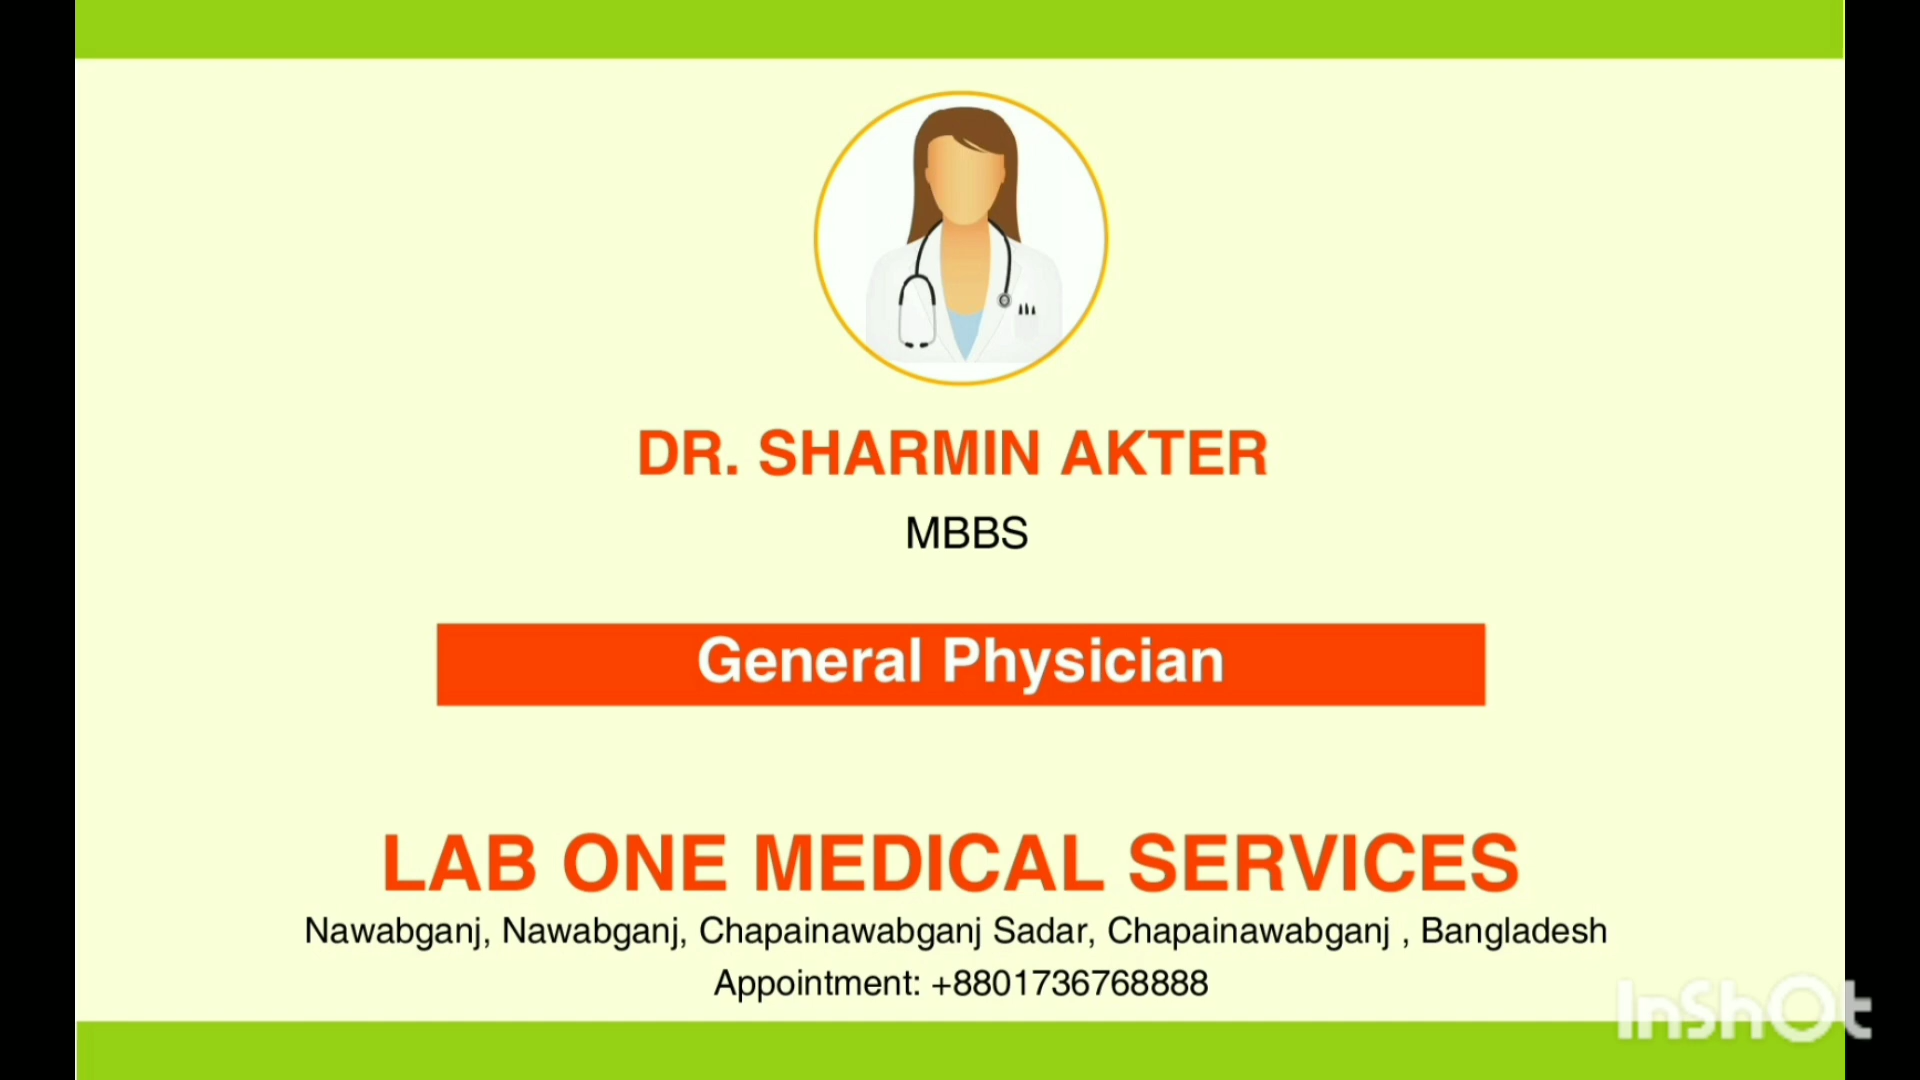 DR. SHARMIN AKTER
MBBS
General Physician
LAB ONE MEDICAL SERVICES
Nawabganj, Nawabganj, Chapainawabganj Sadar, Chapainawabganj , Bangladesh
Appointment: +8801736768888
InShOt